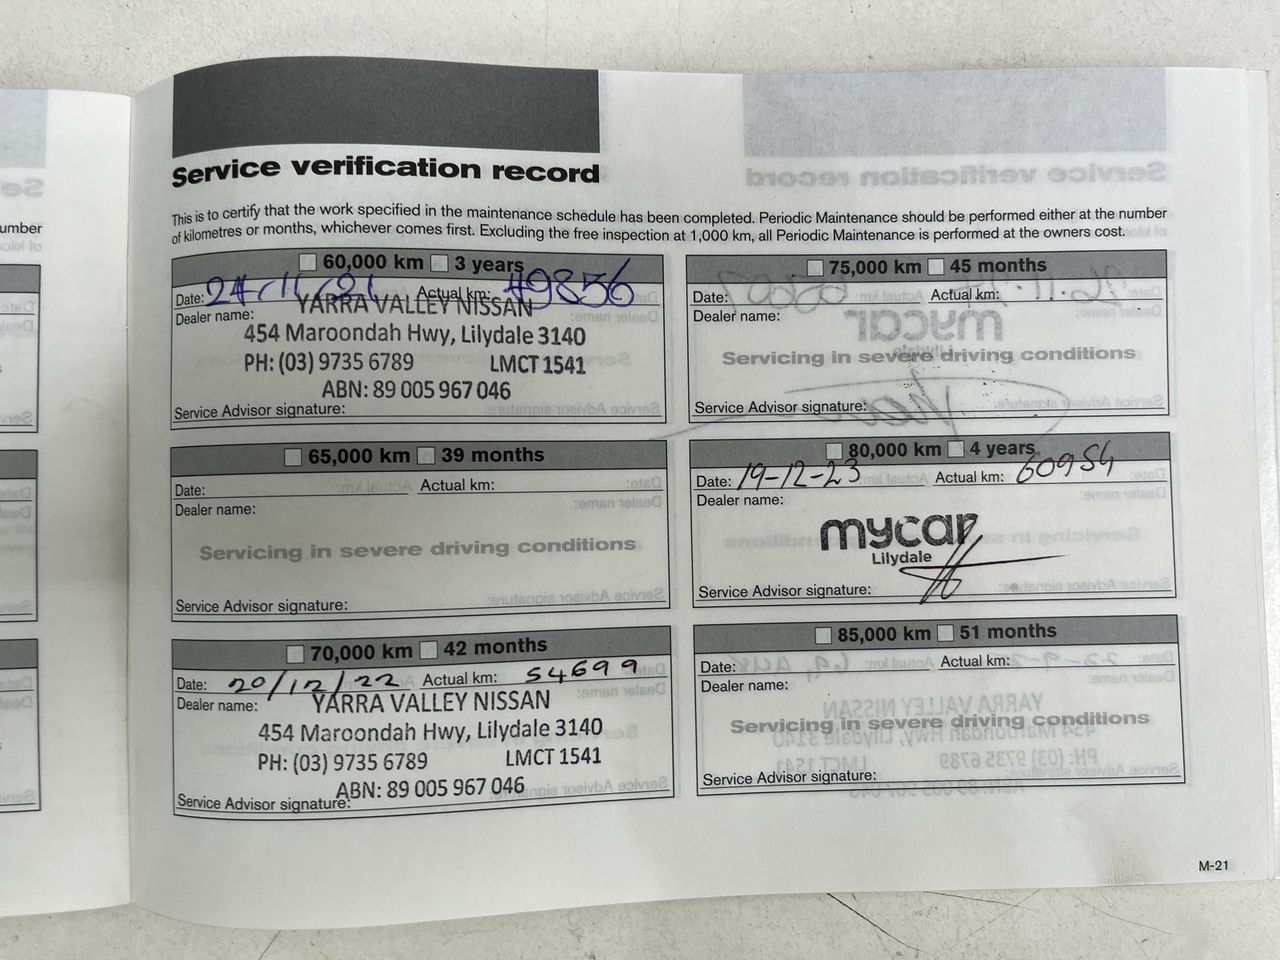 Service verification record
This is to certify that the work specified in the maintenance schedule has been completed. Periodic Maintenance should be performed either at the number
of kilometres or months, whichever comes first. Excluding the free inspection at 1,000 km, all Periodic Maintenance is performed at the owners cost.
60,000 km 3 years
Date: 24/11/21 Actual km: 49856
Dealer name: YARRA VALLEY NISSAN
454 Maroondah Hwy, Lilydale 3140
PH: (03) 9735 6789 LMCT 1541
ABN: 89 005 967 046
Service Advisor signature:
65,000 km 39 months
Date: Actual km:
Dealer name:
Servicing in severe driving conditions
Service Advisor signature:
70,000 km 42 months
Date: 20/12/22 Actual km: 54699
Dealer name: YARRA VALLEY NISSAN
454 Maroondah Hwy, Lilydale 3140
PH: (03) 9735 6789 LMCT 1541
ABN: 89 005 967 046
Service Advisor signature:
75,000 km 45 months
Date: Actual km:
Dealer name:
Servicing in severe driving conditions
Service Advisor signature:
80,000 km 4 years
Date: 19-12-23 Actual km: 60954
Dealer name:
mycar
Lilydale
Service Advisor signature:
85,000 km 51 months
Date: Actual km:
Dealer name:
Servicing in severe driving conditions
Service Advisor signature:
M-21
umber